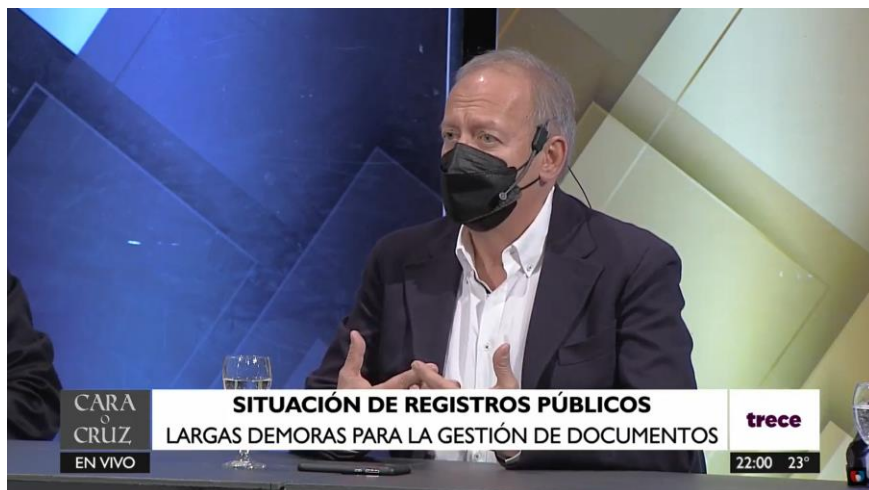 CARA
O
CRUZ
EN VIVO
SITUACIÓN DE REGISTROS PÚBLICOS
LARGAS DEMORAS PARA LA GESTIÓN DE DOCUMENTOS
trece
22:00 23°